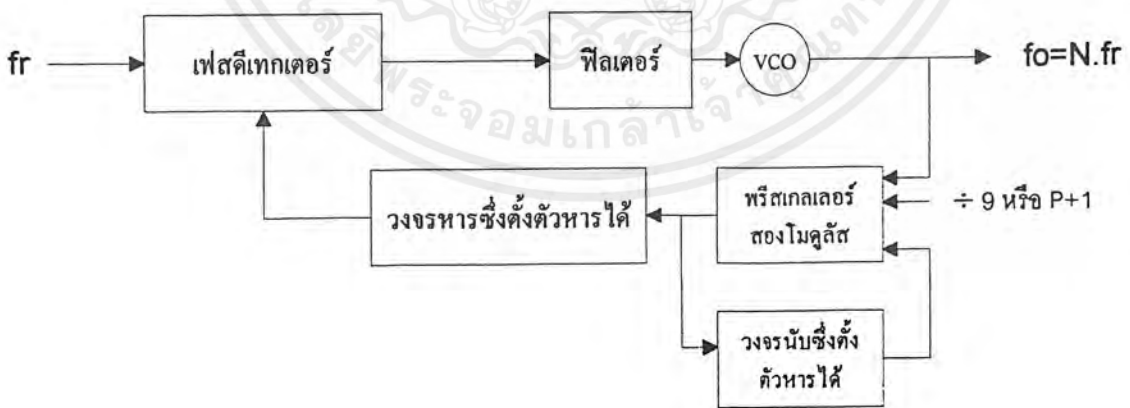 fr
เฟสดีเทกเตอร์
ฟิลเตอร์
VCO
fo=N.fr
วงจรหารซึ่งตั้งตัวหารได้
พรีสเกลเลอร์
สองโมดูลัส
÷ 9 หรือ P+1
วงจรนับซึ่งตั้ง
ตัวหารได้